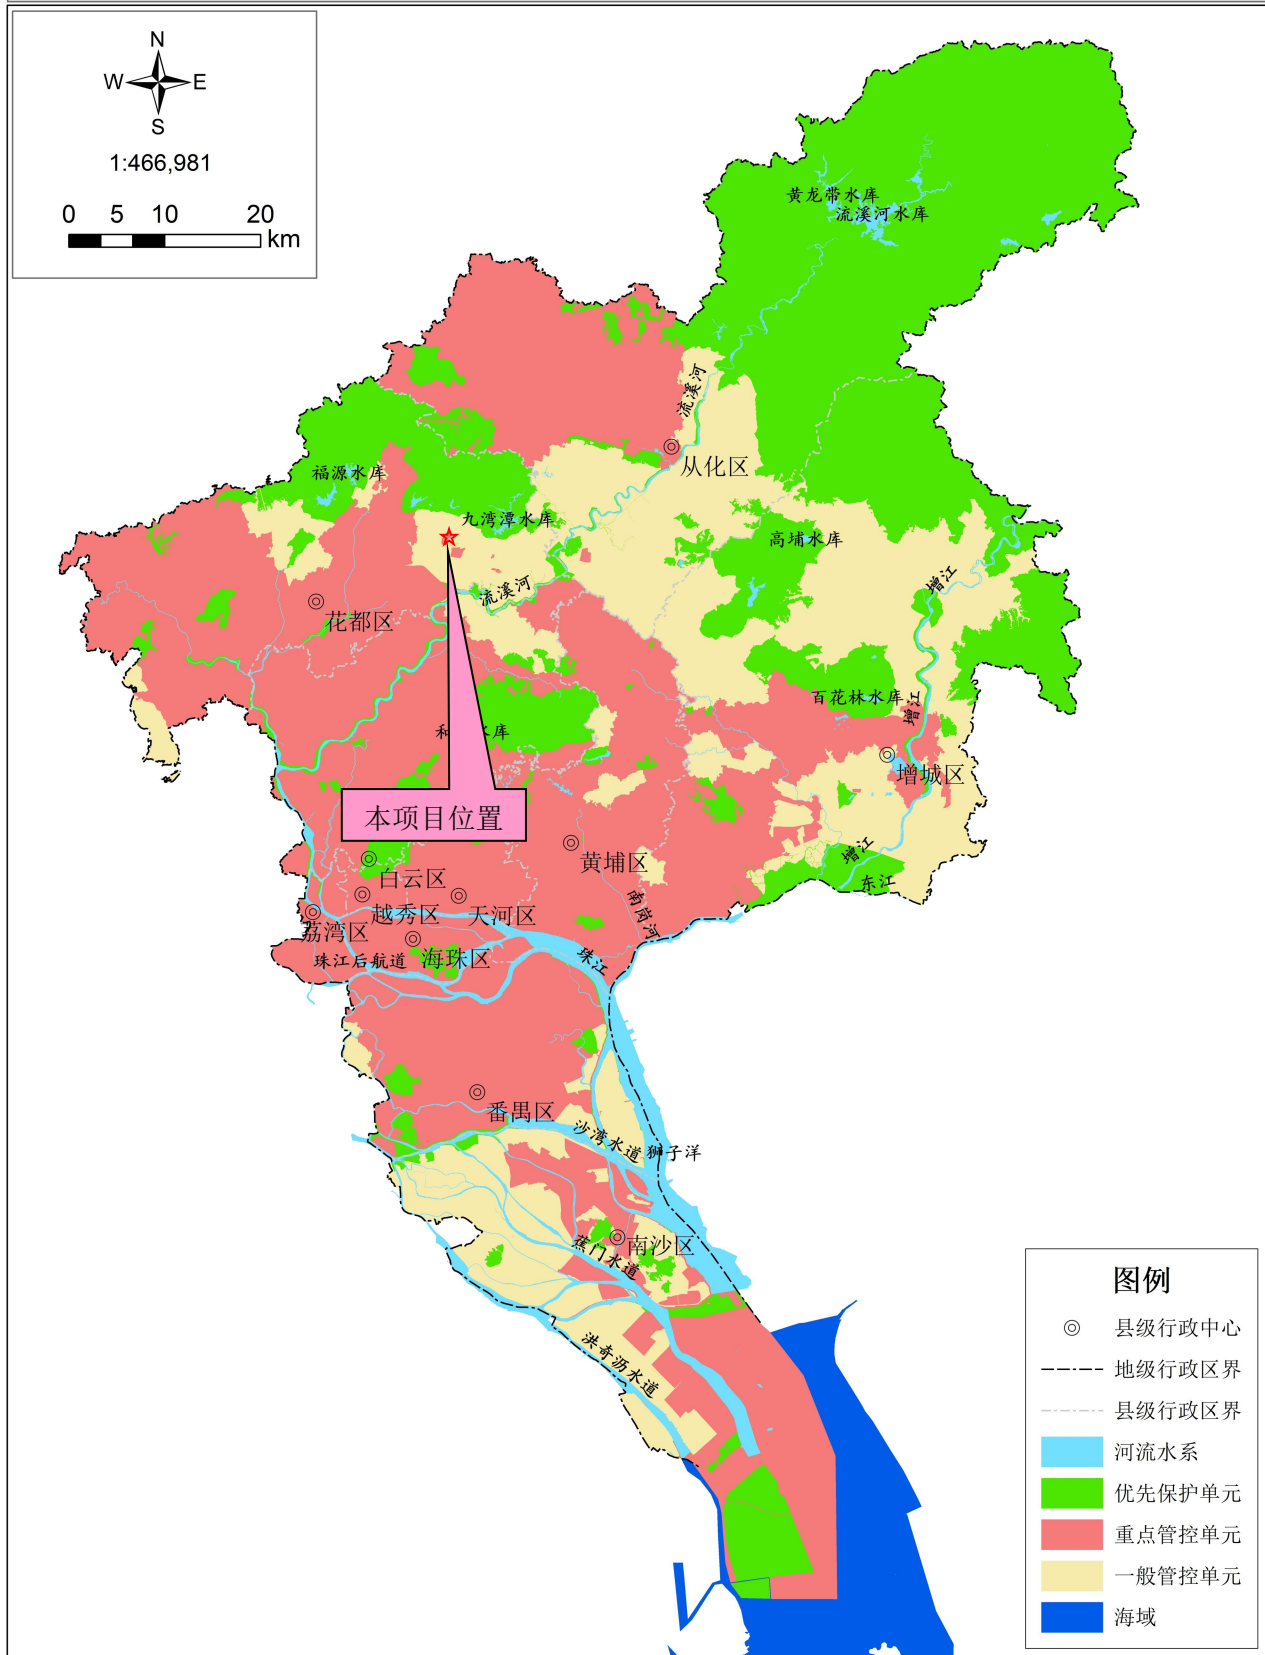 N
W E
S
1:466,981
0 5 10 20
km
黄龙带水库
流溪河水库
流溪河
从化区
福源水库
九湾潭水库
高埔水库
流溪河
增江
花都区
百花林水库
增江
和
水库
增城区
本项目位置
黄埔区
增江
白云区
东江
越秀区
天河区
南岗河
荔湾区
海珠区
珠江后航道
珠江
番禺区
沙湾水道
狮子洋
南沙区
蕉门水道
洪奇沥水道
图例
县级行政中心
地级行政区界
县级行政区界
河流水系
优先保护单元
重点管控单元
一般管控单元
海域